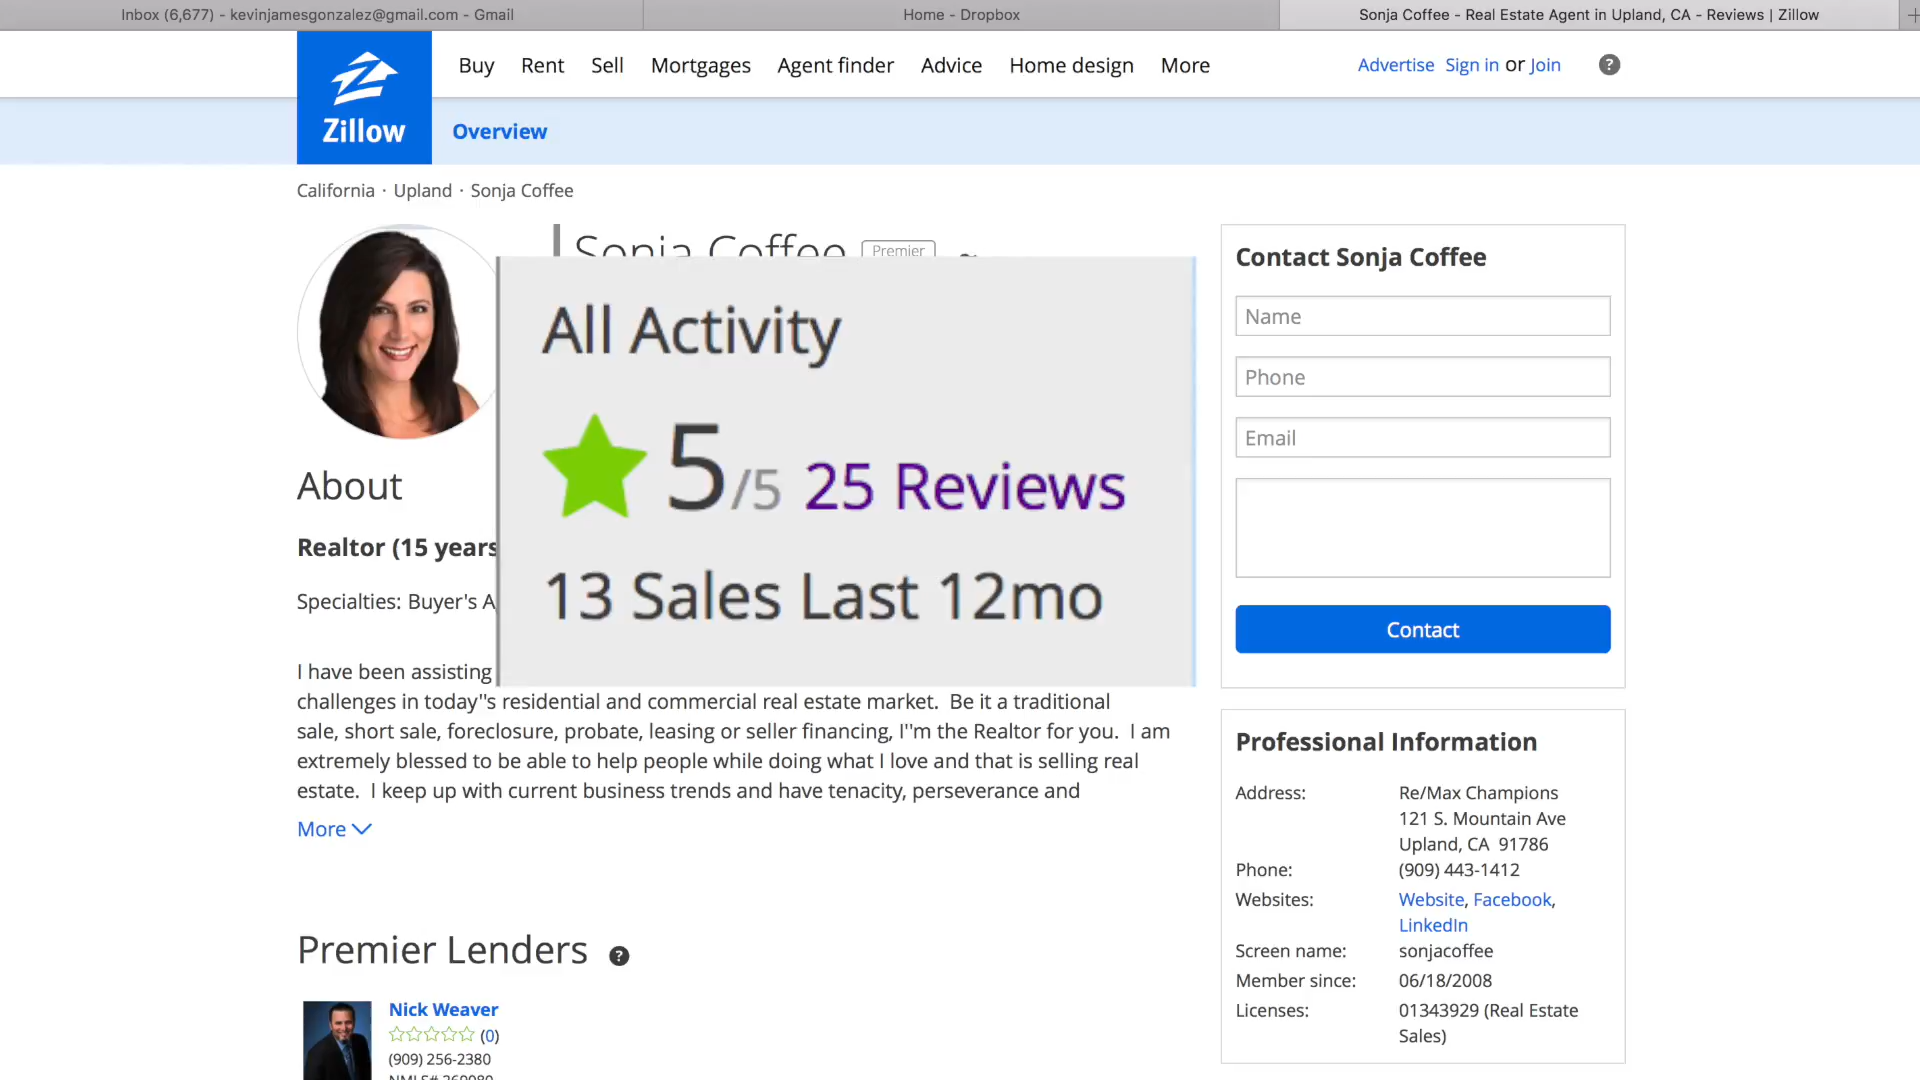 Inbox (6,677) - kevinjamesgonzalez@gmail.com - Gmail
Home - Dropbox
Sonja Coffee - Real Estate Agent in Upland, CA - Reviews | Zillow
Zillow
Buy Rent Sell Mortgages Agent finder Advice Home design More
Advertise Sign in or Join ?
Overview
California · Upland · Sonja Coffee
Sonja Coffee Premier
All Activity
5/5 25 Reviews
13 Sales Last 12mo
About
Realtor (15 years
Specialties: Buyer's A
I have been assisting
challenges in today''s residential and commercial real estate market. Be it a traditional
sale, short sale, foreclosure, probate, leasing or seller financing, I''m the Realtor for you. I am
extremely blessed to be able to help people while doing what I love and that is selling real
estate. I keep up with current business trends and have tenacity, perseverance and
More
Premier Lenders ?
Nick Weaver
(0)
(909) 256-2380
Contact Sonja Coffee
Name
Phone
Email
Contact
Professional Information
Address: Re/Max Champions
121 S. Mountain Ave
Upland, CA 91786
Phone: (909) 443-1412
Websites: Website, Facebook,
LinkedIn
Screen name: sonjacoffee
Member since: 06/18/2008
Licenses: 01343929 (Real Estate
Sales)